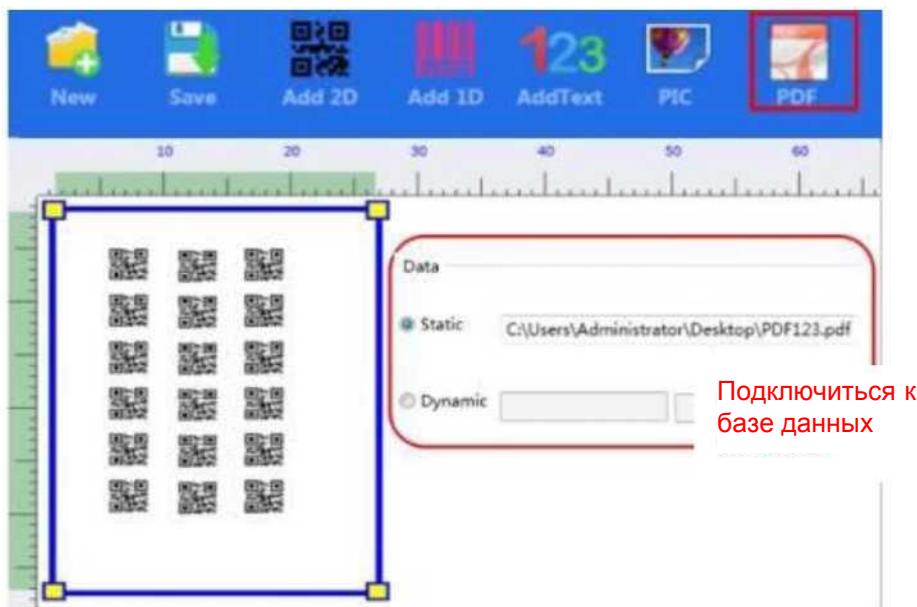 New Save Add 2D Add 1D AddText PIC PDF
10 20 30 40 50 60
Data
Static C:\Users\Administrator\Desktop\PDF123.pdf
Dynamic
Подключиться к
базе данных